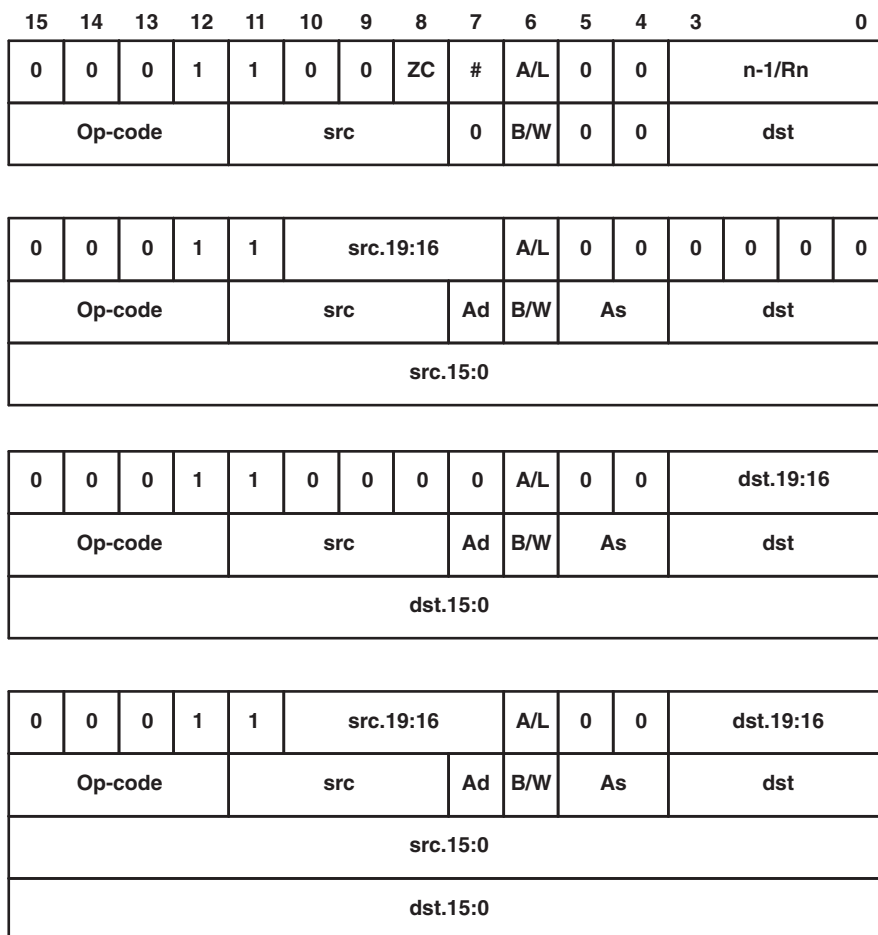 15 14 13 12 11 10 9 8 7 6 5 4 3 0
0 0 0 1 1 0 0 ZC # A/L 0 0 n-1/Rn
Op-code src 0 B/W 0 0 dst
0 0 0 1 1 src.19:16 A/L 0 0 0 0 0 0
Op-code src Ad B/W As dst
src.15:0
0 0 0 1 1 0 0 0 0 A/L 0 0 dst.19:16
Op-code src Ad B/W As dst
dst.15:0
0 0 0 1 1 src.19:16 A/L 0 0 dst.19:16
Op-code src Ad B/W As dst
src.15:0
dst.15:0